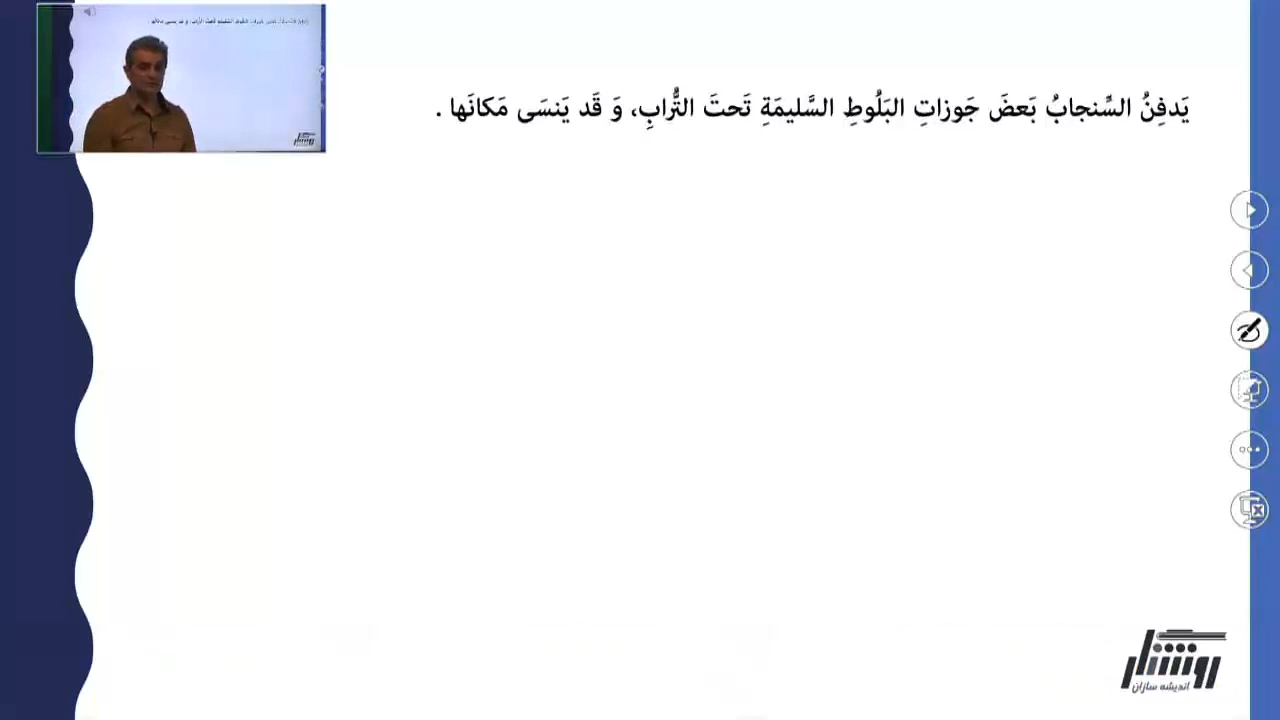 يَدفِنُ السِّنجابُ بَعضَ جَوزاتِ البَلُوطِ السَّليمَةِ تَحتَ التُّرابِ، وَ قَد يَنسَى مَكانَها .
روشنگر
اندیشه سازان